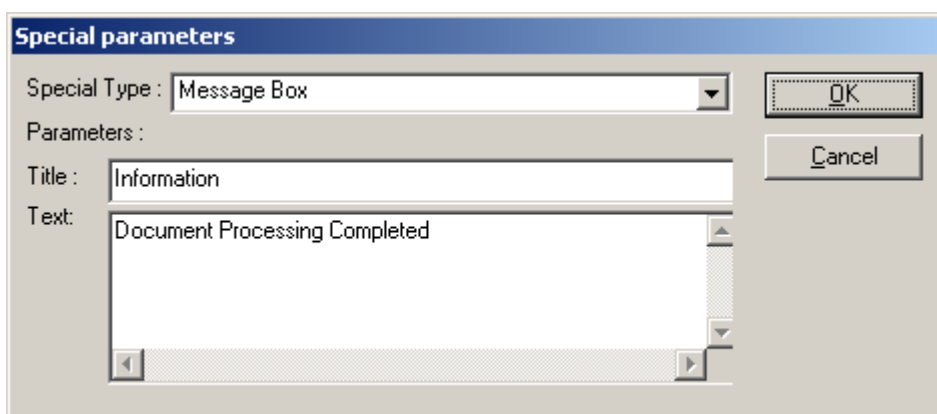 Special parameters
Special Type : Message Box
OK
Parameters :
Cancel
Title : Information
Text: Document Processing Completed